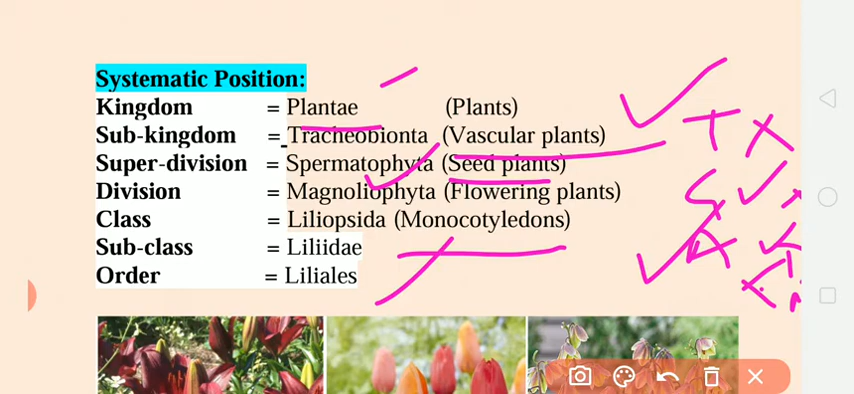 Systematic Position:
Kingdom = Plantae (Plants)
Sub-kingdom = Tracheobionta (Vascular plants)
Super-division = Spermatophyta (Seed plants)
Division = Magnoliophyta (Flowering plants)
Class = Liliopsida (Monocotyledons)
Sub-class = Liliidae
Order = Liliales